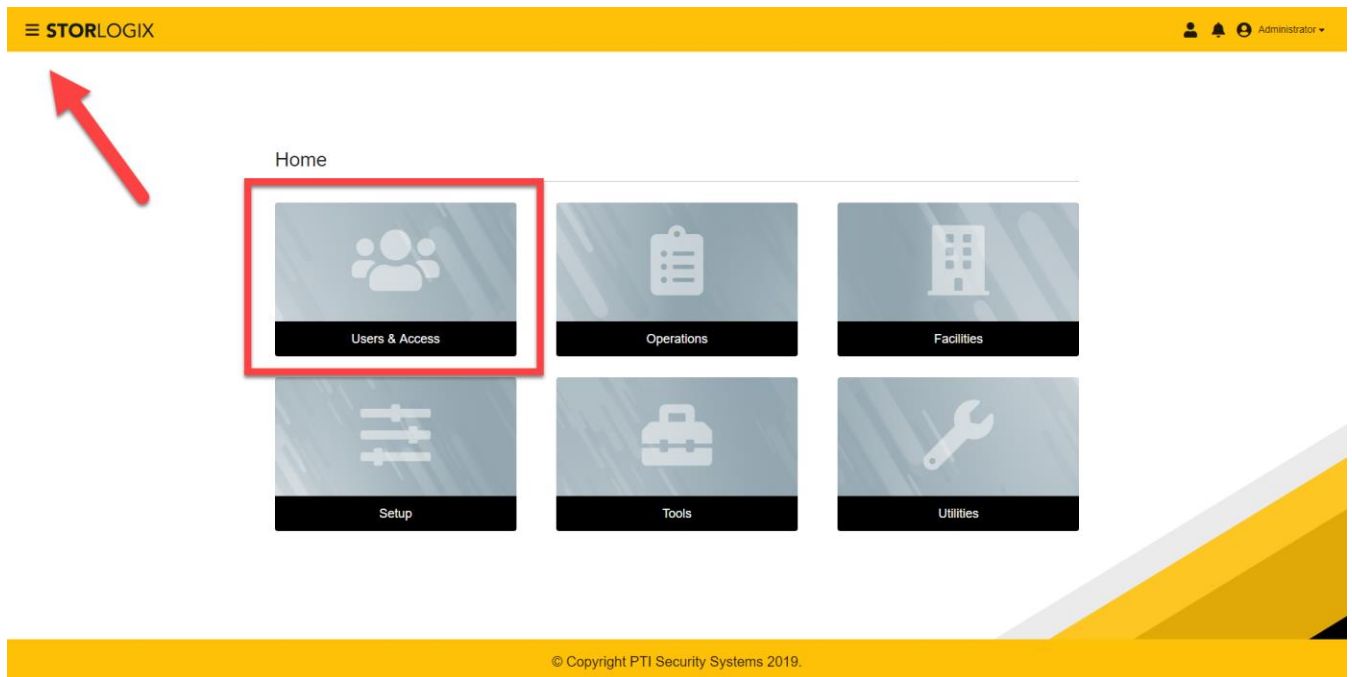 STORLOGIX
Administrator
Home
Users & Access
Operations
Facilities
Setup
Tools
Utilities
© Copyright PTI Security Systems 2019.